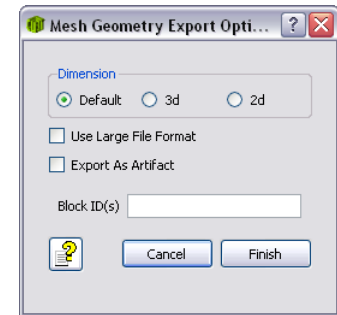 Mesh Geometry Export Opti...
Dimension
Default 3d 2d
Use Large File Format
Export As Artifact
Block ID(s)
Cancel Finish